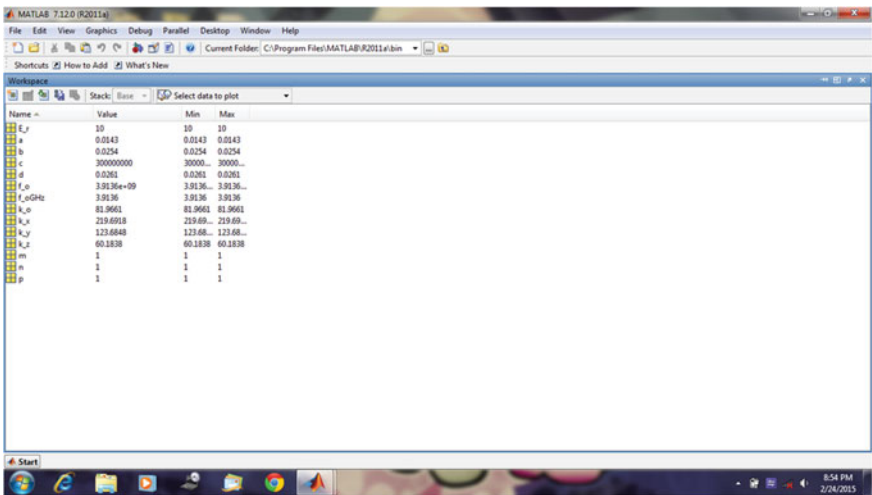 MATLAB 7.12.0 (R2011a)
File Edit View Graphics Debug Parallel Desktop Window Help
Current Folder: C:\Program Files\MATLAB\R2011a\bin
Shortcuts How to Add What's New
Workspace
Stack: Base Select data to plot
Name Value Min Max
E_r 10 10 10
a 0.0143 0.0143 0.0143
b 0.0254 0.0254 0.0254
c 300000000 30000... 30000...
d 0.0261 0.0261 0.0261
f_o 3.9136e+09 3.9136... 3.9136...
f_oGHz 3.9136 3.9136 3.9136
k_o 81.9661 81.9661 81.9661
k_x 219.6918 219.69... 219.69...
k_y 123.6848 123.68... 123.68...
k_z 60.1838 60.1838 60.1838
m 1 1 1
n 1 1 1
p 1 1 1
Start
8:54 PM
2/24/2015